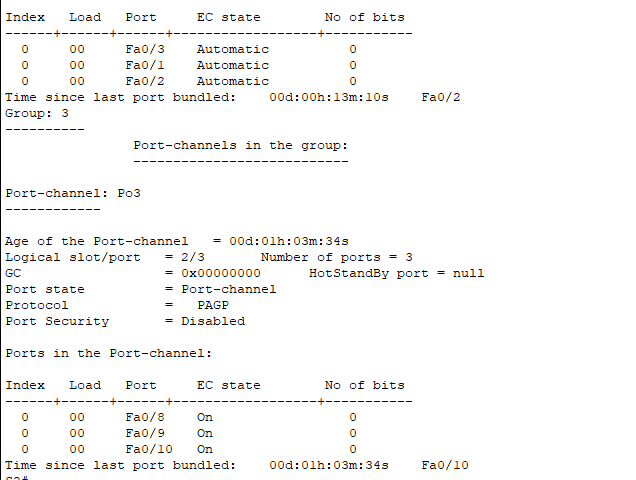 Index   Load   Port     EC state        No of bits
------+------+------+------------------+-----------
  0     00     Fa0/3    Automatic          0
  0     00     Fa0/1    Automatic          0
  0     00     Fa0/2    Automatic          0
Time since last port bundled:    00d:00h:13m:10s    Fa0/2
Group: 3
----------
                Port-channels in the group:
                ---------------------------
Port-channel: Po3
------------
Age of the Port-channel   = 00d:01h:03m:34s
Logical slot/port   = 2/3       Number of ports = 3
GC                  = 0x00000000      HotStandBy port = null
Port state          = Port-channel
Protocol            =   PAGP
Port Security       = Disabled
Ports in the Port-channel:
Index   Load   Port     EC state        No of bits
------+------+------+------------------+-----------
  0     00     Fa0/8    On                 0
  0     00     Fa0/9    On                 0
  0     00     Fa0/10   On                 0
Time since last port bundled:    00d:01h:03m:34s    Fa0/10